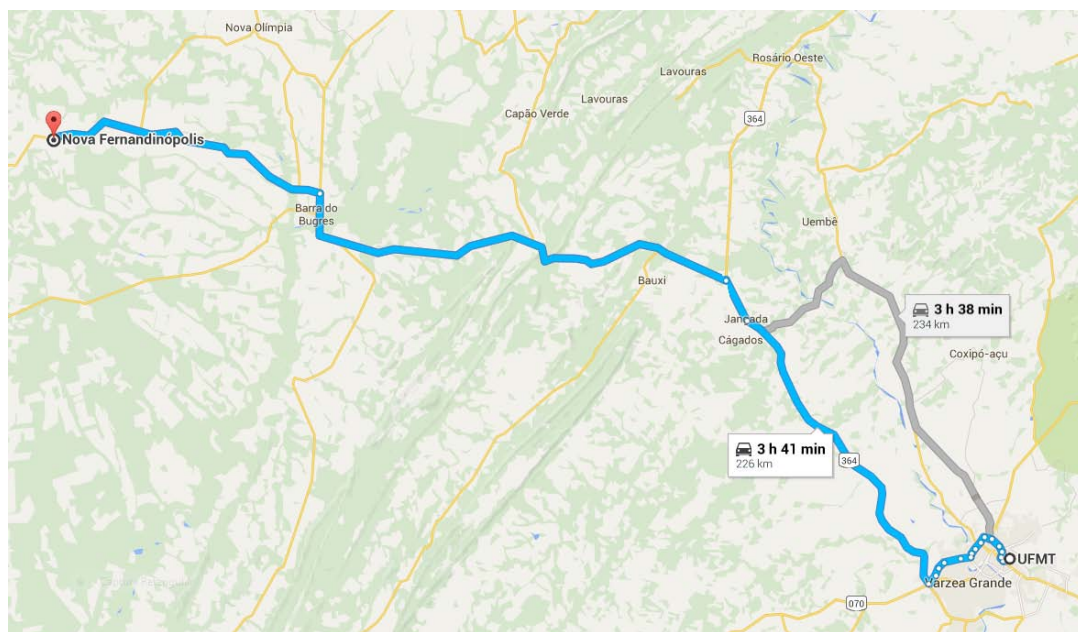 Nova Olímpia
Rosário Oeste
Lavouras
Lavouras
Capão Verde
364
Nova Fernandinópolis
Barra do
Bugres
Uembê
Bauxi
3 h 38 min
234 km
Jangada
Cágados
Coxipó-açu
3 h 41 min
226 km
364
UFMT
Várzea Grande
070